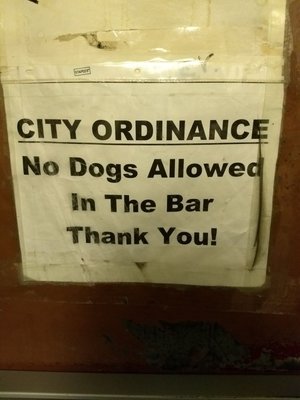 CITY ORDINANCE
No Dogs Allowed
In The Bar
Thank You!